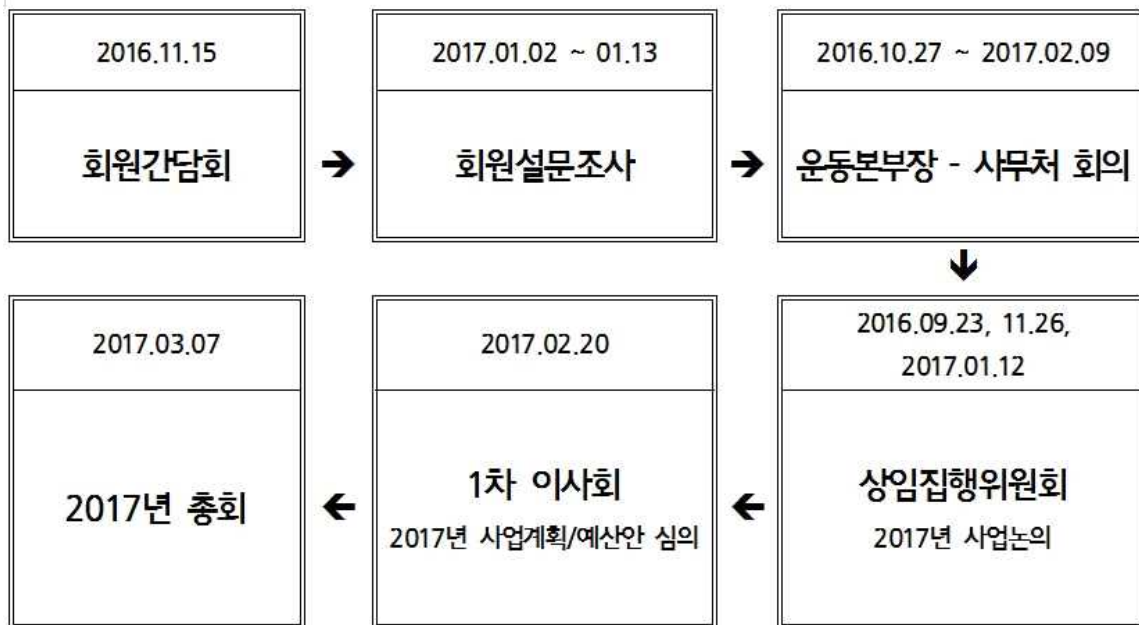 2016.11.15
회원간담회
➔
2017.01.02 ~ 01.13
회원설문조사
➔
2016.10.27 ~ 2017.02.09
운동본부장 - 사무처 회의
2016.09.23, 11.26,
2017.01.12
상임집행위원회
2017년 사업논의
2017.02.20
1차 이사회
2017년 사업계획/예산안 심의
2017.03.07
2017년 총회